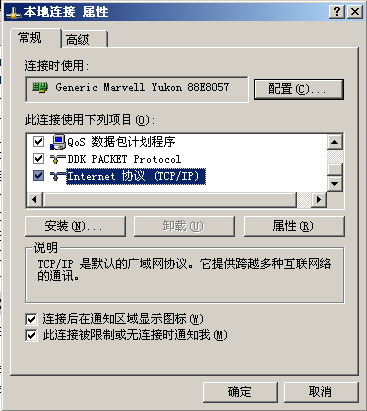 本地连接 属性
常规 高级
连接时使用:
Generic Marvell Yukon 88E8057
配置(C)...
此连接使用下列项目(O):
QoS 数据包计划程序
DDK PACKET Protocol
Internet 协议 (TCP/IP)
安装(N)... 卸载(U) 属性(R)
说明
TCP/IP 是默认的广域网协议。它提供跨越多种互联网络
的通讯。
连接后在通知区域显示图标(W)
此连接被限制或无连接时通知我(M)
确定 取消